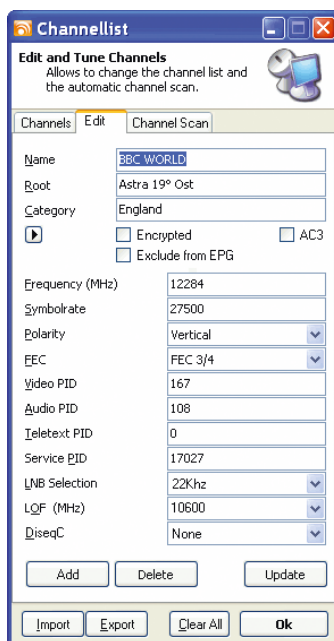 Channellist
Edit and Tune Channels
Allows to change the channel list and
the automatic channel scan.
Channels Edit Channel Scan
Name BBC WORLD
Root Astra 19° Ost
Category England
Encrypted AC3
Exclude from EPG
Frequency (MHz) 12284
Symbolrate 27500
Polarity Vertical
FEC FEC 3/4
Video PID 167
Audio PID 108
Teletext PID 0
Service PID 17027
LNB Selection 22Khz
LOF (MHz) 10600
DiseqC None
Add Delete Update
Import Export Clear All Ok